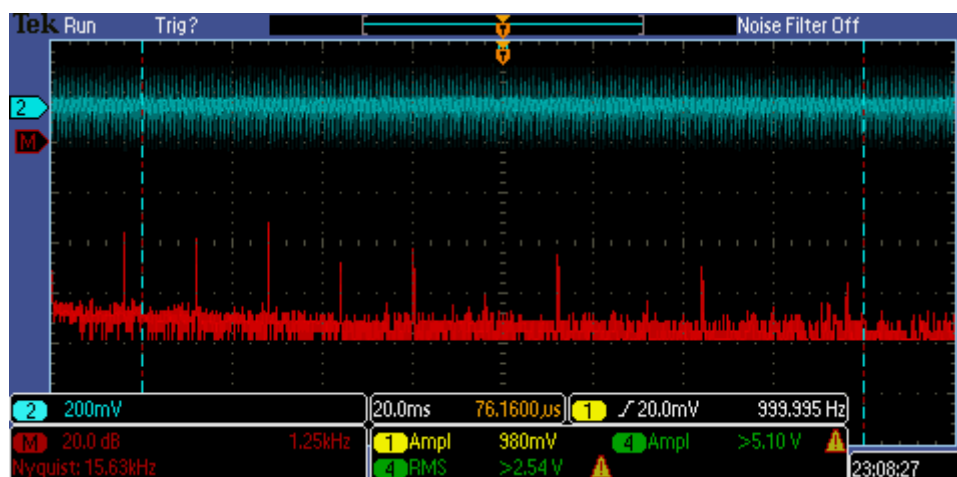 Tek Run Trig? Noise Filter Off
T
T
2
M
2 200mV 20.0ms 76.1600µs 1 / 20.0mV 999.995 Hz
M 20.0 dB 1.25kHz 1 Ampl 980mV 4 Ampl >5.10 V
Nyquist: 15.63kHz 4 RMS >2.54 V 23:08:27